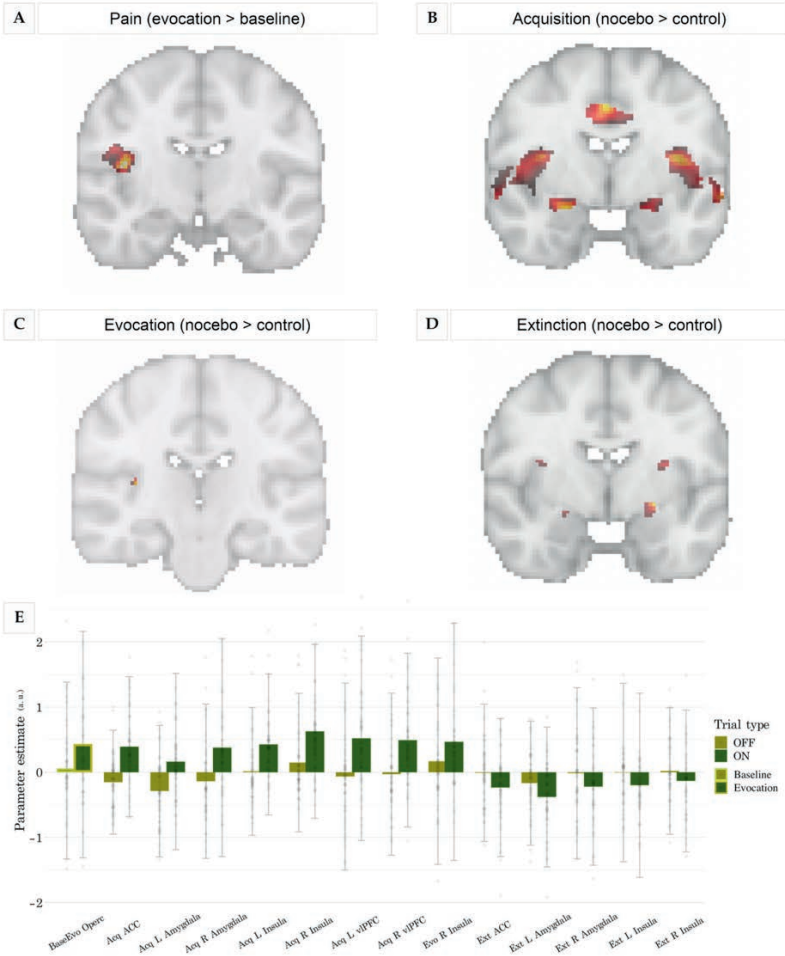 A Pain (evocation > baseline)
B Acquisition (nocebo > control)
C Evocation (nocebo > control)
D Extinction (nocebo > control)
E
Parameter estimate (a. u.)
2
1
0
-1
-2
BaseEvo Operc
Acq ACC
Acq L Amygdala
Acq R Amygdala
Acq L Insula
Acq R Insula
Acq L vlPFC
Acq R vlPFC
Evo R Insula
Ext ACC
Ext L Amygdala
Ext R Amygdala
Ext L Insula
Ext R Insula
Trial type
OFF
ON
Baseline
Evocation